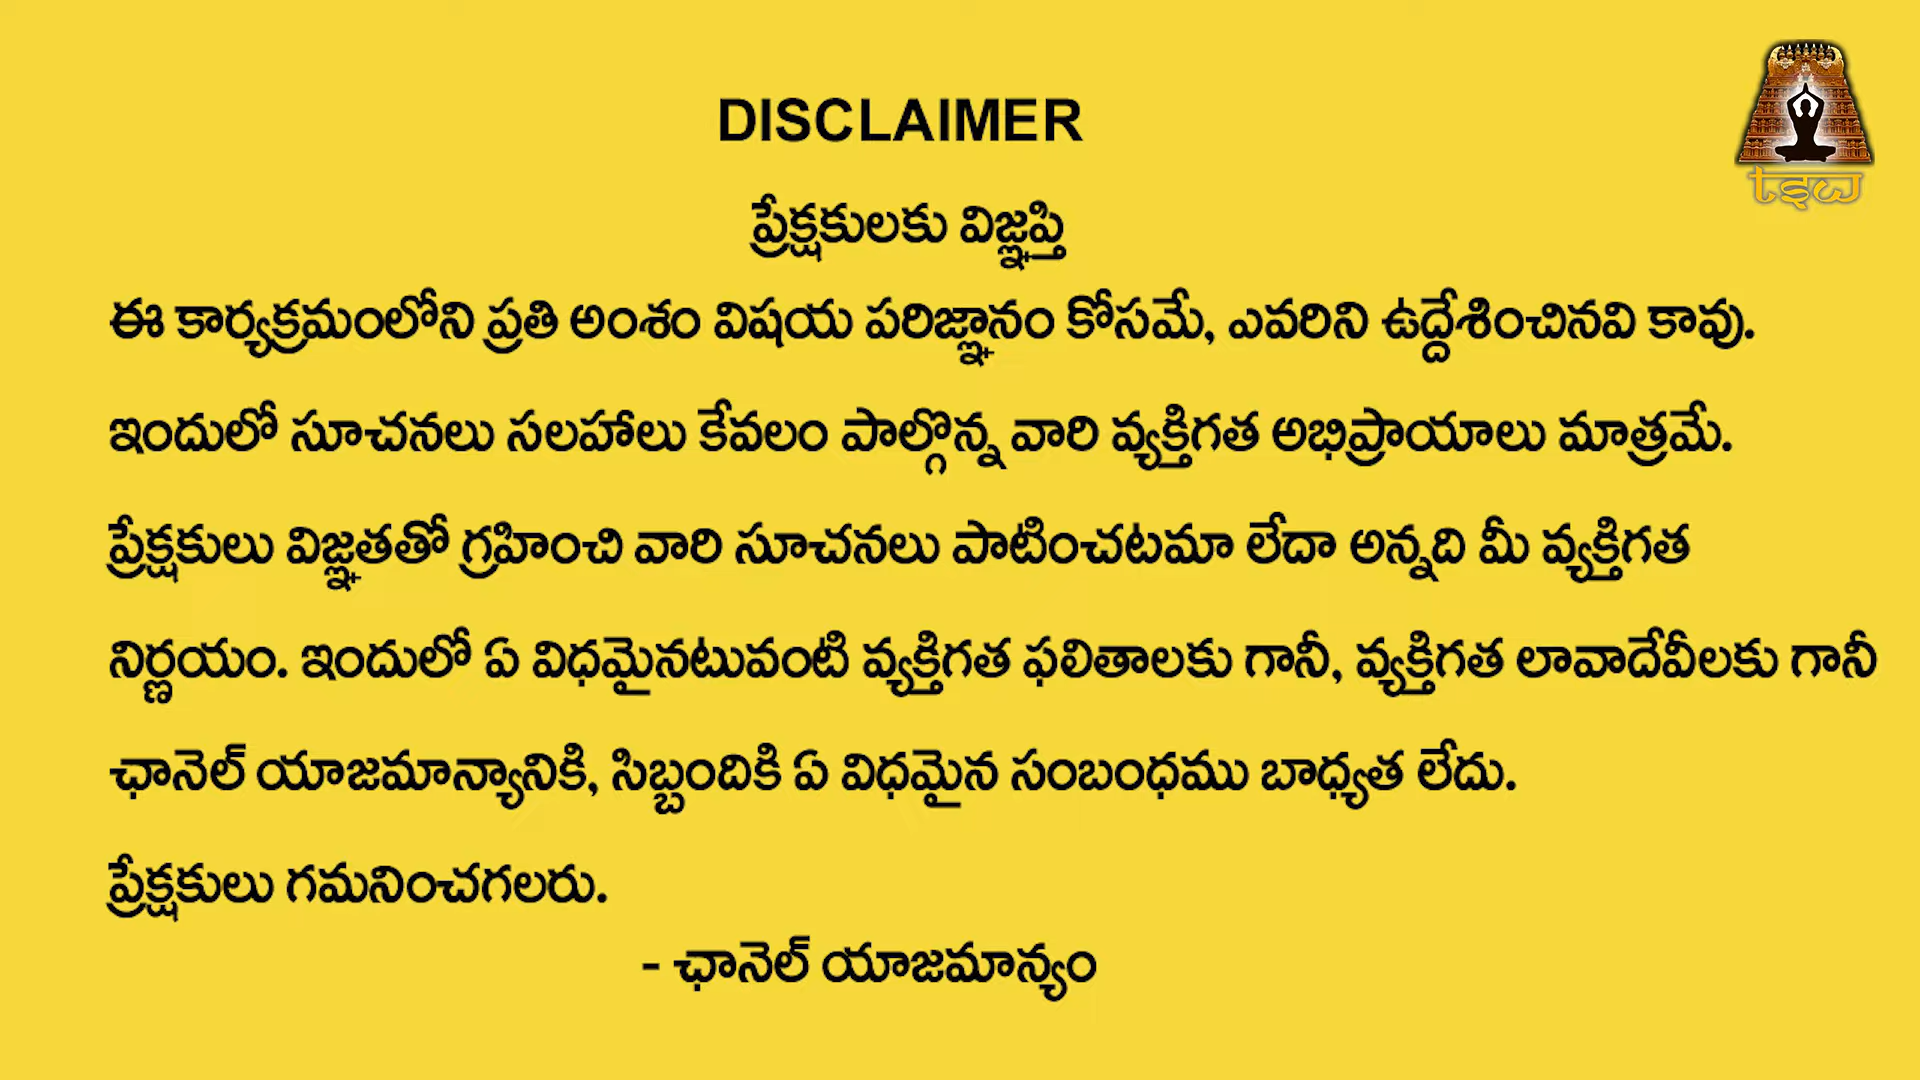 DISCLAIMER
ప్రేక్షకులకు విజ్ఞప్తి
ఈ కార్యక్రమంలోని ప్రతి అంశం విషయ పరిజ్ఞానం కోసమే, ఎవరిని ఉద్దేశించినవి కావు.
ఇందులో సూచనలు సలహాలు కేవలం పాల్గొన్న వారి వ్యక్తిగత అభిప్రాయాలు మాత్రమే.
ప్రేక్షకులు విజ్ఞతతో గ్రహించి వారి సూచనలు పాటించటమా లేదా అన్నది మీ వ్యక్తిగత
నిర్ణయం. ఇందులో ఏ విధమైనటువంటి వ్యక్తిగత ఫలితాలకు గానీ, వ్యక్తిగత లావాదేవీలకు గానీ
ఛానెల్ యాజమాన్యానికి, సిబ్బందికి ఏ విధమైన సంబంధము బాధ్యత లేదు.
ప్రేక్షకులు గమనించగలరు.
- ఛానెల్ యాజమాన్యం
TSW